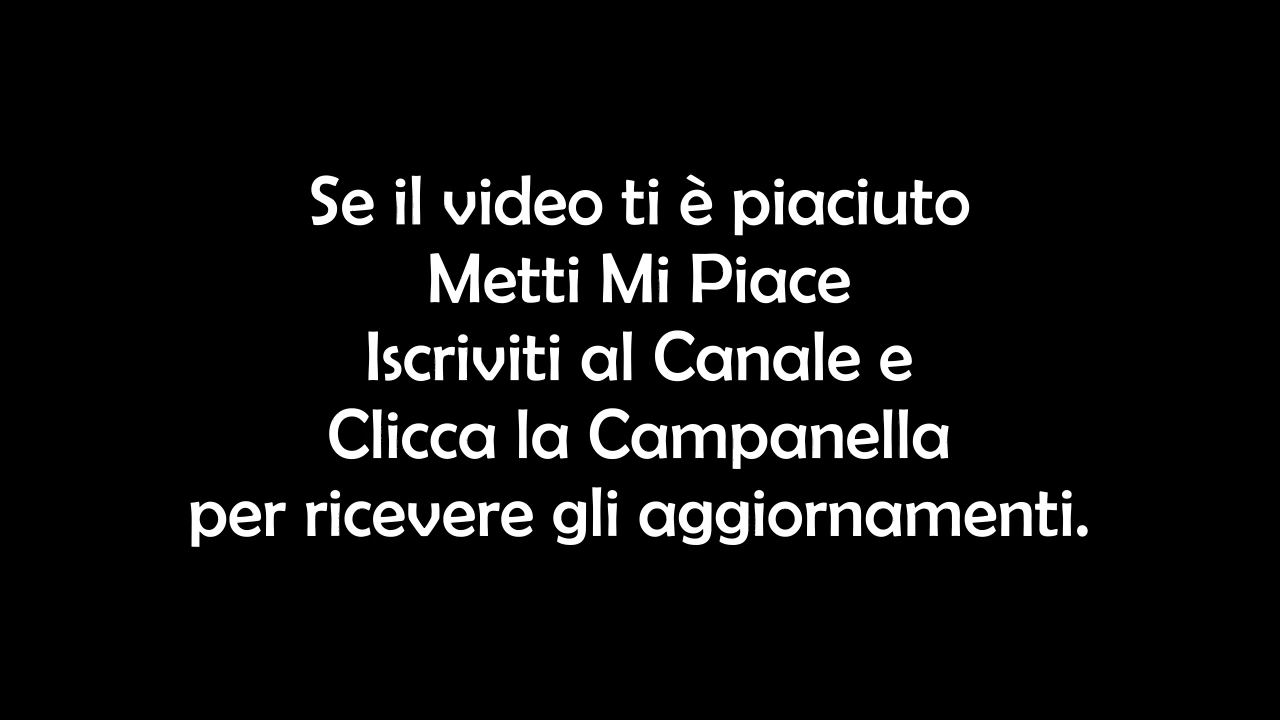 Se il video ti è piaciuto
Metti Mi Piace
Iscriviti al Canale e
Clicca la Campanella
per ricevere gli aggiornamenti.